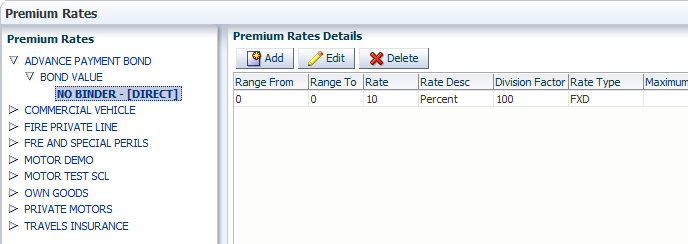 Premium Rates
Premium Rates
ADVANCE PAYMENT BOND
BOND VALUE
NO BINDER - [DIRECT]
COMMERCIAL VEHICLE
FIRE PRIVATE LINE
FRE AND SPECIAL PERILS
MOTOR DEMO
MOTOR TEST SCL
OWN GOODS
PRIVATE MOTORS
TRAVELS INSURANCE
Premium Rates Details
Add Edit Delete
Range From Range To Rate Rate Desc Division Factor Rate Type Maximum
0 0 10 Percent 100 FXD